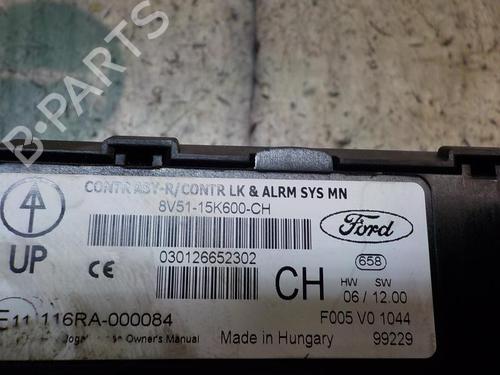 CONTR ASY-R/CONTR LK & ALRM SYS MN
8V51-15K600-CH
Ford
UP
CE
030126652302
CH
658
HW SW
06 / 12.00
E11 116RA-000084
F005 V0 1044
Owner's Manual
Made in Hungary
99229
B-PARTS